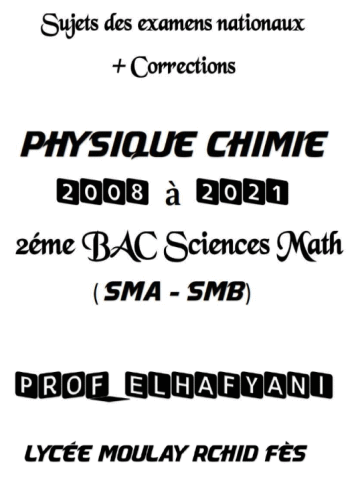 Sujets des examens nationaux
+ Corrections
PHYSIQUE CHIMIE
2008 à 2021
2éme BAC Sciences Math
( SMA - SMB)
PROF_ELHAFYANI
LYCÉE MOULAY RCHID FÈS